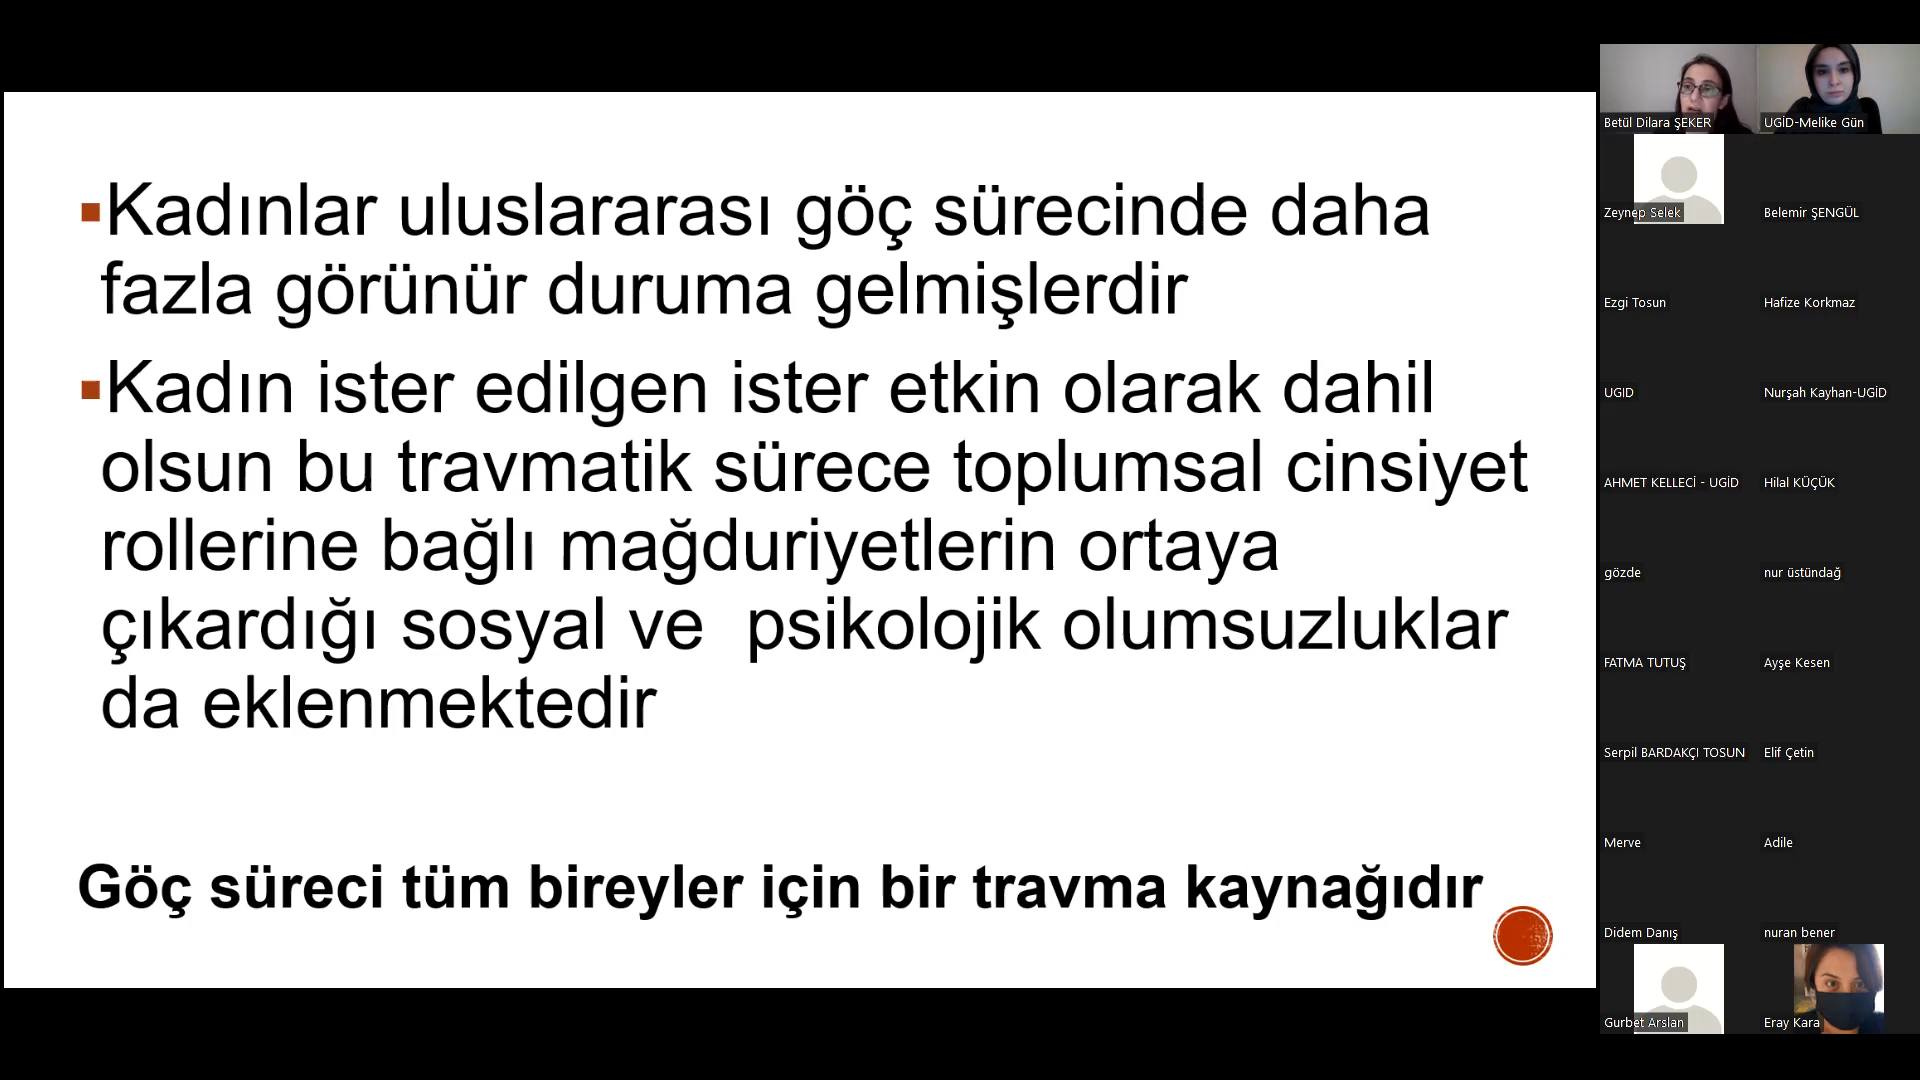 ▪Kadınlar uluslararası göç sürecinde daha
fazla görünür duruma gelmişlerdir
▪Kadın ister edilgen ister etkin olarak dahil
olsun bu travmatik sürece toplumsal cinsiyet
rollerine bağlı mağduriyetlerin ortaya
çıkardığı sosyal ve  psikolojik olumsuzluklar
da eklenmektedir
Göç süreci tüm bireyler için bir travma kaynağıdır
Betül Dilara ŞEKER
UGİD-Melike Gün
Zeynep Selek
Belemir ŞENGÜL
Ezgi Tosun
Hafize Korkmaz
UGID
Nurşah Kayhan-UGİD
AHMET KELLECİ - UGİD
Hilal KÜÇÜK
gözde
nur üstündağ
FATMA TUTUŞ
Ayşe Kesen
Serpil BARDAKÇI TOSUN
Elif Çetin
Merve
Adile
Didem Danış
nuran bener
Gurbet Arslan
Eray Kara